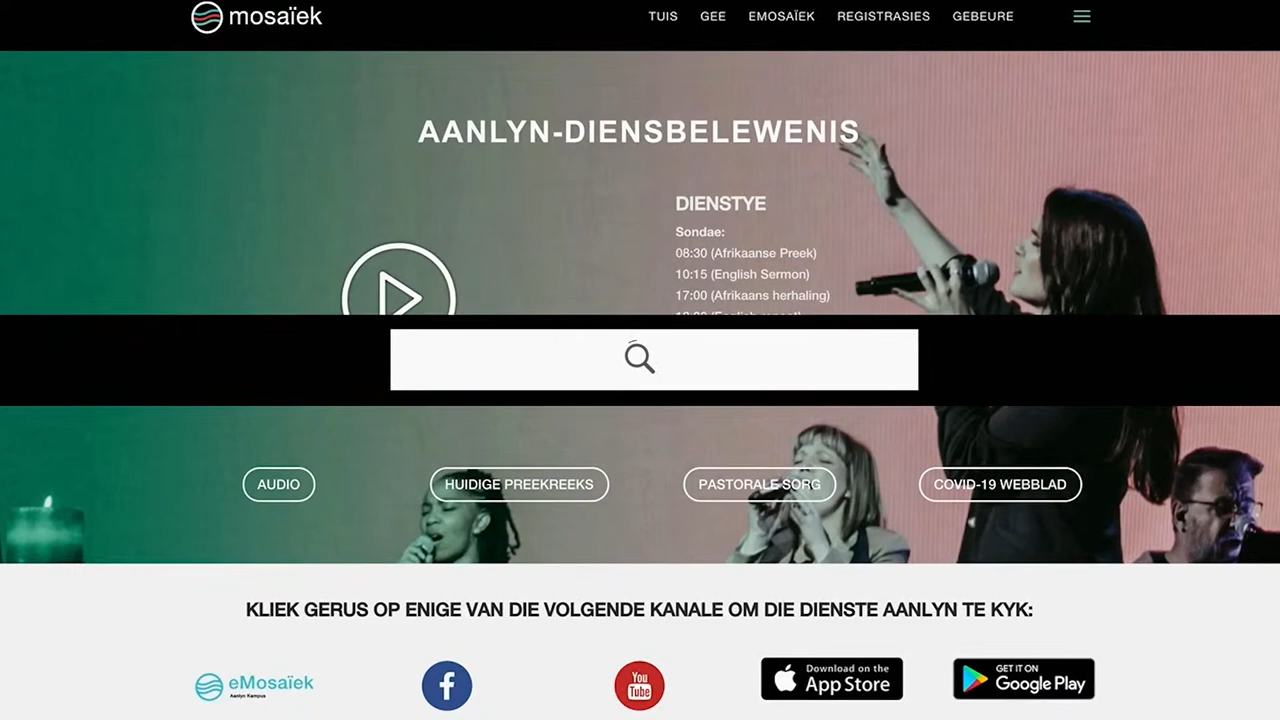 mosaïek
TUIS GEE EMOSAÏEK REGISTRASIES GEBEURE
AANLYN-DIENSBELEWENIS
DIENSTYE
Sondae:
08:30 (Afrikaanse Preek)
10:15 (English Sermon)
17:00 (Afrikaans herhaling)
AUDIO HUIDIGE PREEKREEKS PASTORALE SORG COVID-19 WEBBLAD
KLIEK GERUS OP ENIGE VAN DIE VOLGENDE KANALE OM DIE DIENSTE AANLYN TE KYK:
eMosaïek
Aanlyn Kampus
You
Tube
Download on the
App Store
GET IT ON
Google Play